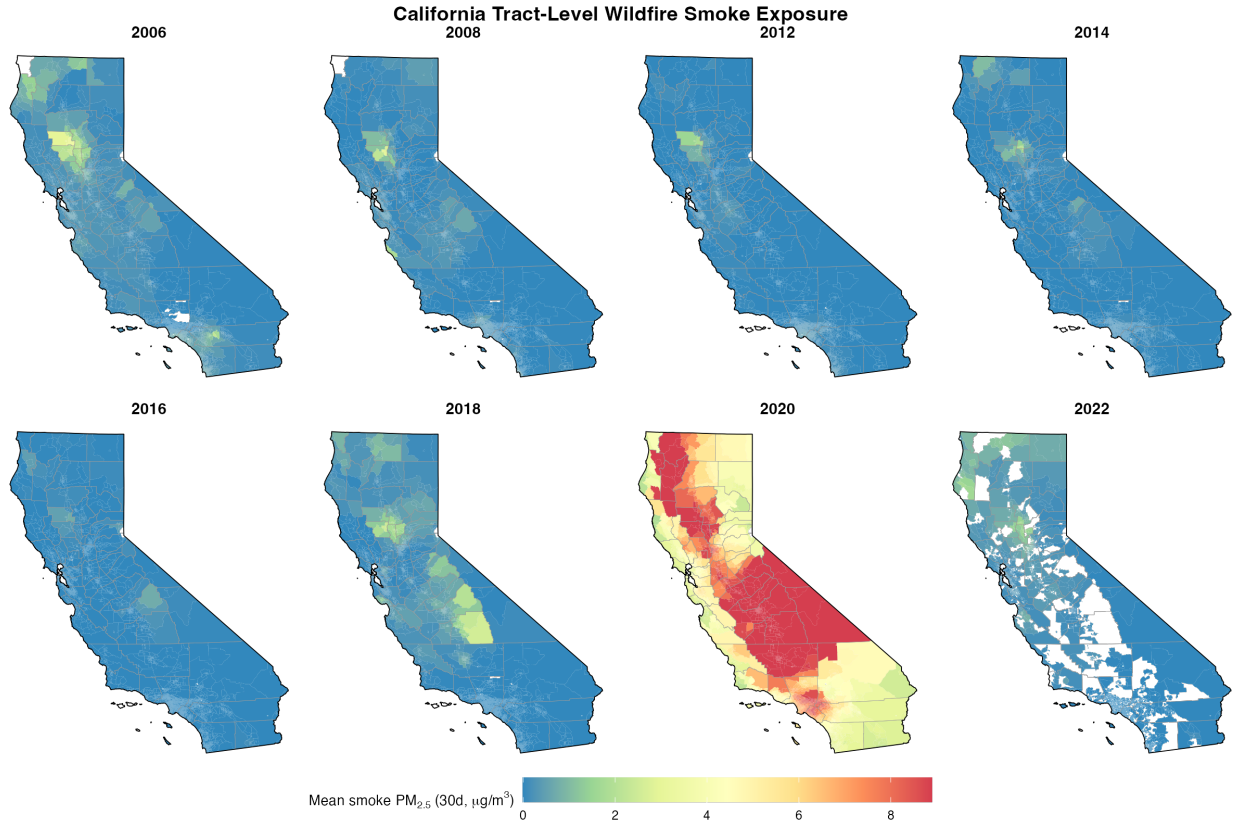 California Tract-Level Wildfire Smoke Exposure
2006 2008 2012 2014
2016 2018 2020 2022
Mean smoke PM₂.₅ (30d, μg/m³)
0 2 4 6 8